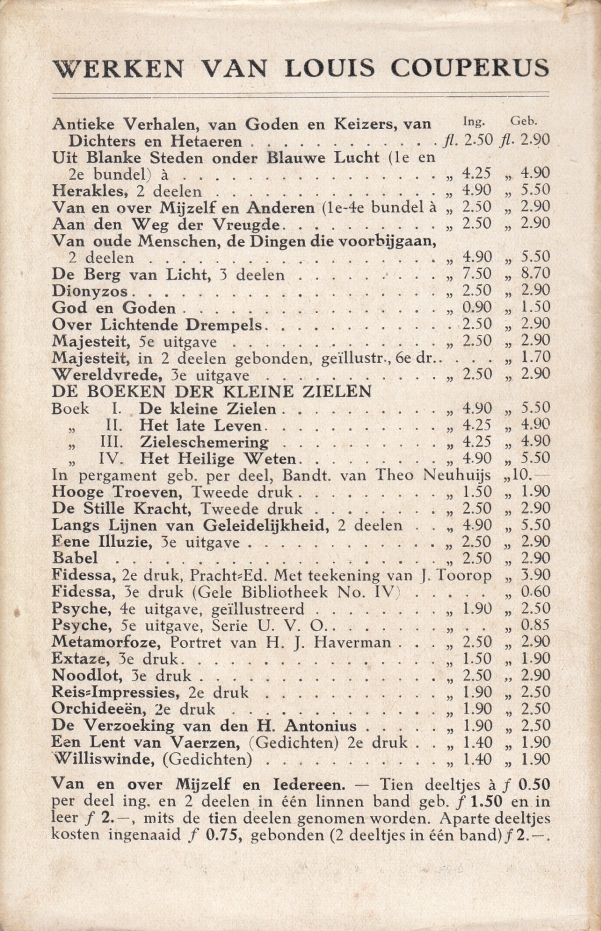 WERKEN VAN LOUIS COUPERUS
Ing. Geb.
Antieke Verhalen, van Goden en Keizers, van
Dichters en Hetaeren . . . . . . . . . . . . fl. 2.50 fl. 2.90
Uit Blanke Steden onder Blauwe Lucht (1e en
2e bundel) à . . . . . . . . . . . . . . . „ 4.25 „ 4.90
Herakles, 2 deelen . . . . . . . . . . . . . „ 4.90 „ 5.50
Van en over Mijzelf en Anderen (1e-4e bundel à „ 2.50 „ 2.90
Aan den Weg der Vreugde. . . . . . . . . . „ 2.50 „ 2.90
Van oude Menschen, de Dingen die voorbijgaan,
2 deelen . . . . . . . . . . . . . . . . . „ 4.90 „ 5.50
De Berg van Licht, 3 deelen . . . . . . . . . „ 7.50 „ 8.70
Dionyzos. . . . . . . . . . . . . . . . . . „ 2.50 „ 2.90
God en Goden . . . . . . . . . . . . . . . „ 0.90 „ 1.50
Over Lichtende Drempels. . . . . . . . . . . . 2.50 „ 2.90
Majesteit, 5e uitgave . . . . . . . . . . . . „ 2.50 „ 2.90
Majesteit, in 2 deelen gebonden, geïllustr., 6e dr.. . . . „ 1.70
Wereldvrede, 3e uitgave . . . . . . . . . . . „ 2.50 „ 2.90
DE BOEKEN DER KLEINE ZIELEN
Boek I. De kleine Zielen . . . . . . . . . . „ 4.90 „ 5.50
„ II. Het late Leven. . . . . . . . . . . „ 4.25 „ 4.90
„ III. Zieleschemering . . . . . . . . . . „ 4.25 „ 4.90
„ IV. Het Heilige Weten. . . . . . . . . „ 4.90 „ 5.50
In pergament geb. per deel, Bandt. van Theo Neuhuijs „10.—
Hooge Troeven, Tweede druk . . . . . . . . . „ 1.50 „ 1.90
De Stille Kracht, Tweede druk . . . . . . . . „ 2.50 „ 2.90
Langs Lijnen van Geleidelijkheid, 2 deelen . . „ 4.90 „ 5.50
Eene Illuzie, 3e uitgave . . . . . . . . . . . „ 2.50 „ 2.90
Babel . . . . . . . . . . . . . . . . . . . „ 2.50 „ 2.90
Fidessa, 2e druk, Pracht-Ed. Met teekening van J. Toorop „ 3.90
Fidessa, 3e druk (Gele Bibliotheek No. IV) . . . . . „ 0.60
Psyche, 4e uitgave, geïllustreerd . . . . . . . „ 1.90 „ 2.50
Psyche, 5e uitgave, Serie U. V. O.. . . . . . . „ . . „ 0.85
Metamorfoze, Portret van H. J. Haverman . . . „ 2.50 „ 2.90
Extaze, 3e druk. . . . . . . . . . . . . . . „ 1.50 „ 1.90
Noodlot, 3e druk . . . . . . . . . . . . . . „ 2.50 „ 2.90
Reis-Impressies, 2e druk . . . . . . . . . . . „ 1.90 „ 2.50
Orchideeën, 2e druk . . . . . . . . . . . . . „ 1.90 „ 2.50
De Verzoeking van den H. Antonius . . . . . „ 1.90 „ 2.50
Een Lent van Vaerzen, (Gedichten) 2e druk . . „ 1.40 „ 1.90
Williswinde, (Gedichten) . . . . . . . . . . . „ 1.40 „ 1.90
Van en over Mijzelf en Iedereen. — Tien deeltjes à f 0.50
per deel ing. en 2 deelen in één linnen band geb. f 1.50 en in
leer f 2.—, mits de tien deelen genomen worden. Aparte deeltjes
kosten ingenaaid f 0.75, gebonden (2 deeltjes in één band) f 2.—.